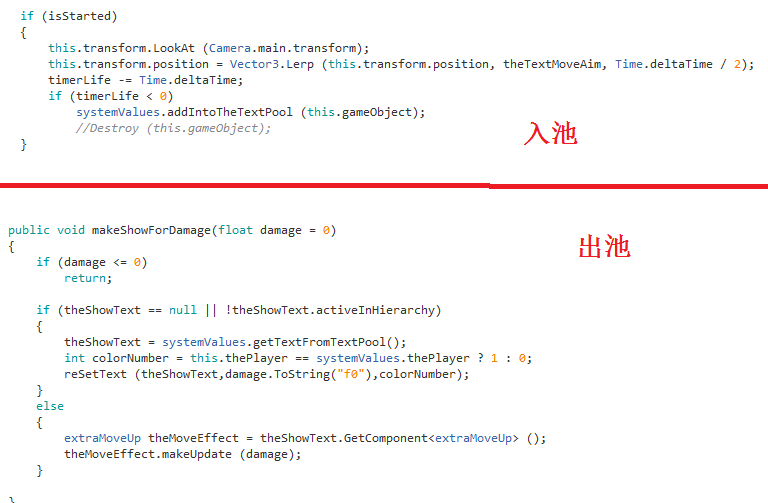 if (isStarted)
{
this.transform.LookAt (Camera.main.transform);
this.transform.position = Vector3.Lerp (this.transform.position, theTextMoveAim, Time.deltaTime / 2);
timerLife -= Time.deltaTime;
if (timerLife < 0)
systemValues.addIntoTheTextPool (this.gameObject);
//Destroy (this.gameObject);
}
入池
public void makeShowForDamage(float damage = 0)
{
出池
if (damage <= 0)
return;
if (theShowText == null || !theShowText.activeInHierarchy)
{
theShowText = systemValues.getTextFromTextPool();
int colorNumber = this.thePlayer == systemValues.thePlayer ? 1 : 0;
reSetText (theShowText,damage.ToString("f0"),colorNumber);
}
else
{
extraMoveUp theMoveEffect = theShowText.GetComponent<extraMoveUp> ();
theMoveEffect.makeUpdate (damage);
}
}